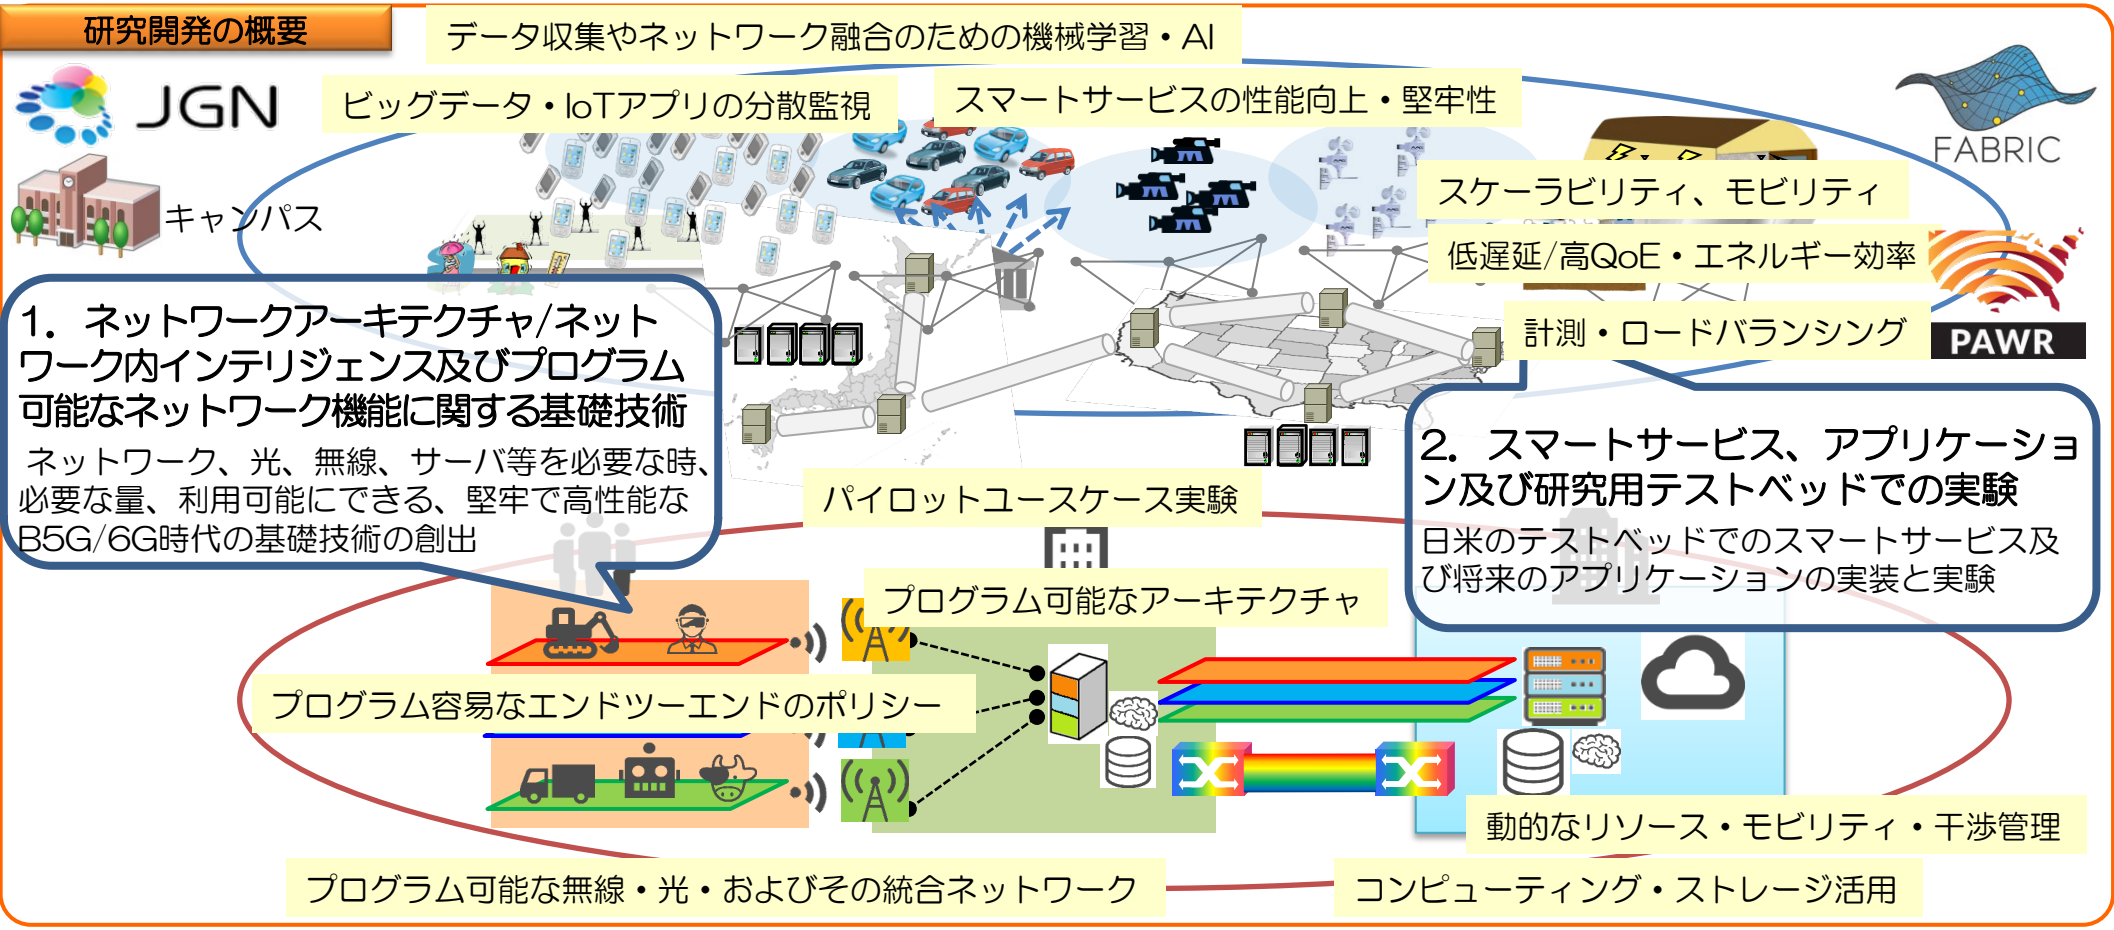 研究開発の概要
データ収集やネットワーク融合のための機械学習・AI
JGN
ビッグデータ・IoTアプリの分散監視
スマートサービスの性能向上・堅牢性
FABRIC
キャンパス
スケーラビリティ、モビリティ
低遅延/高QoE・エネルギー効率
計測・ロードバランシング
PAWR
1. ネットワークアーキテクチャ/ネット
ワーク内インテリジェンス及びプログラム
可能なネットワーク機能に関する基礎技術
ネットワーク、光、無線、サーバ等を必要な時、
必要な量、利用可能にできる、堅牢で高性能な
B5G/6G時代の基礎技術の創出
2. スマートサービス、アプリケーショ
ン及び研究用テストベッドでの実験
日米のテストベッドでのスマートサービス及
び将来のアプリケーションの実装と実験
パイロットユースケース実験
プログラム可能なアーキテクチャ
プログラム容易なエンドツーエンドのポリシー
動的なリソース・モビリティ・干渉管理
プログラム可能な無線・光・およびその統合ネットワーク
コンピューティング・ストレージ活用